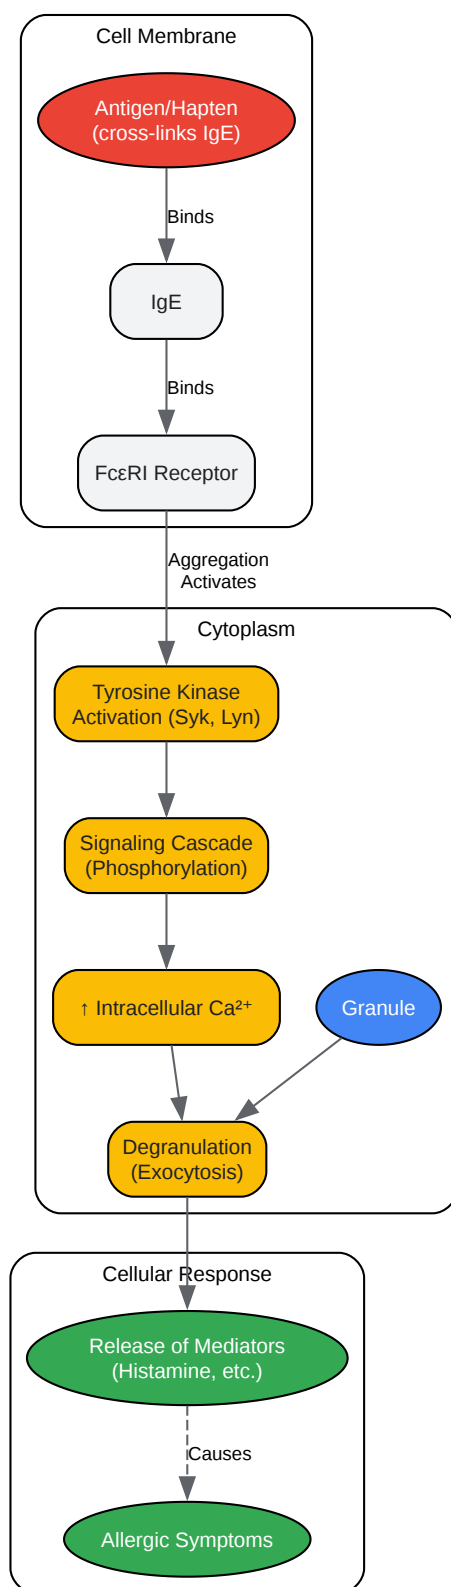 Cell Membrane
Antigen/Hapten
(cross-links IgE)
Binds
IgE
Binds
FcεRI Receptor
Aggregation
Activates
Cytoplasm
Tyrosine Kinase
Activation (Syk, Lyn)
Signaling Cascade
(Phosphorylation)
↑ Intracellular Ca²⁺
Granule
Degranulation
(Exocytosis)
Cellular Response
Release of Mediators
(Histamine, etc.)
Causes
Allergic Symptoms